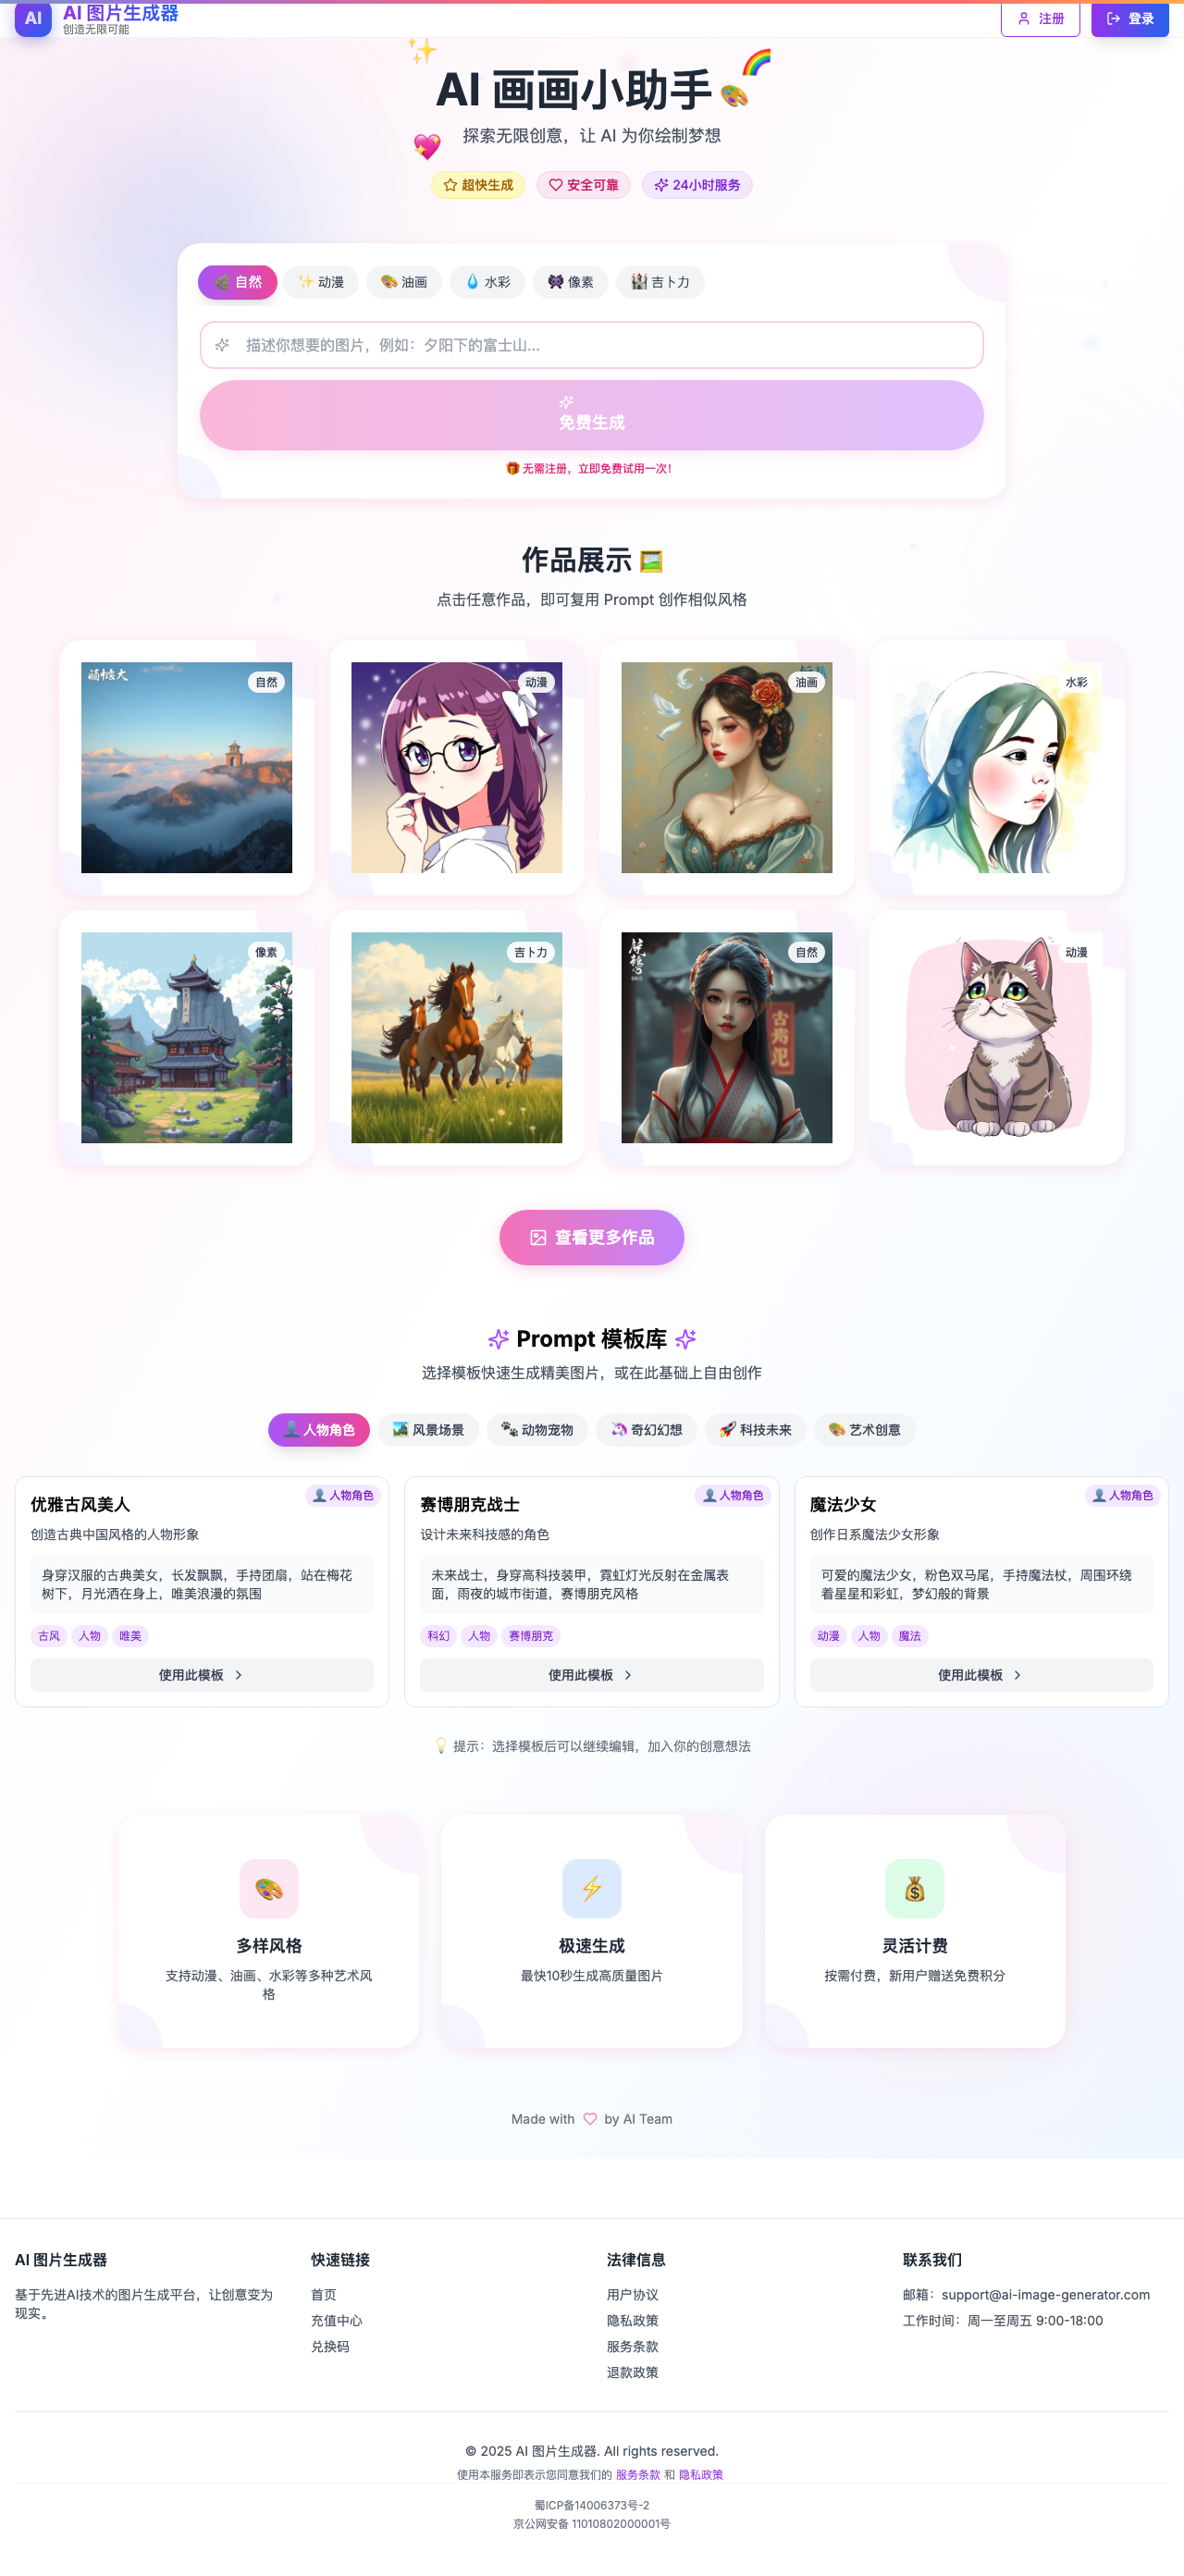 AI
AI 图片生成器
创造无限可能
注册
登录
AI 画画小助手
探索无限创意，让 AI 为你绘制梦想
超快生成
安全可靠
24小时服务
自然
动漫
油画
水彩
像素
吉卜力
描述你想要的图片，例如：夕阳下的富士山...
免费生成
无需注册，立即免费试用一次！
作品展示
点击任意作品，即可复用 Prompt 创作相似风格
自然
动漫
油画
水彩
像素
吉卜力
自然
动漫
查看更多作品
Prompt 模板库
选择模板快速生成精美图片，或在此基础上自由创作
人物角色
风景场景
动物宠物
奇幻幻想
科技未来
艺术创意
人物角色
优雅古风美人
创造古典中国风格的人物形象
身穿汉服的古典美女，长发飘飘，手持团扇，站在梅花
树下，月光洒在身上，唯美浪漫的氛围
古风
人物
唯美
使用此模板
人物角色
赛博朋克战士
设计未来科技感的角色
未来战士，身穿高科技装甲，霓虹灯光反射在金属表
面，雨夜的城市街道，赛博朋克风格
科幻
人物
赛博朋克
使用此模板
人物角色
魔法少女
创作日系魔法少女形象
可爱的魔法少女，粉色双马尾，手持魔法杖，周围环绕
着星星和彩虹，梦幻般的背景
动漫
人物
魔法
使用此模板
提示：选择模板后可以继续编辑，加入你的创意想法
多样风格
支持动漫、油画、水彩等多种艺术风
格
极速生成
最快10秒生成高质量图片
灵活计费
按需付费，新用户赠送免费积分
Made with
by AI Team
AI 图片生成器
基于先进AI技术的图片生成平台，让创意变为
现实。
快速链接
首页
充值中心
兑换码
法律信息
用户协议
隐私政策
服务条款
退款政策
联系我们
邮箱：support@ai-image-generator.com
工作时间：周一至周五 9:00-18:00
© 2025 AI 图片生成器. All rights reserved.
使用本服务即表示您同意我们的 服务条款 和 隐私政策
蜀ICP备14006373号-2
京公网安备 11010802000001号